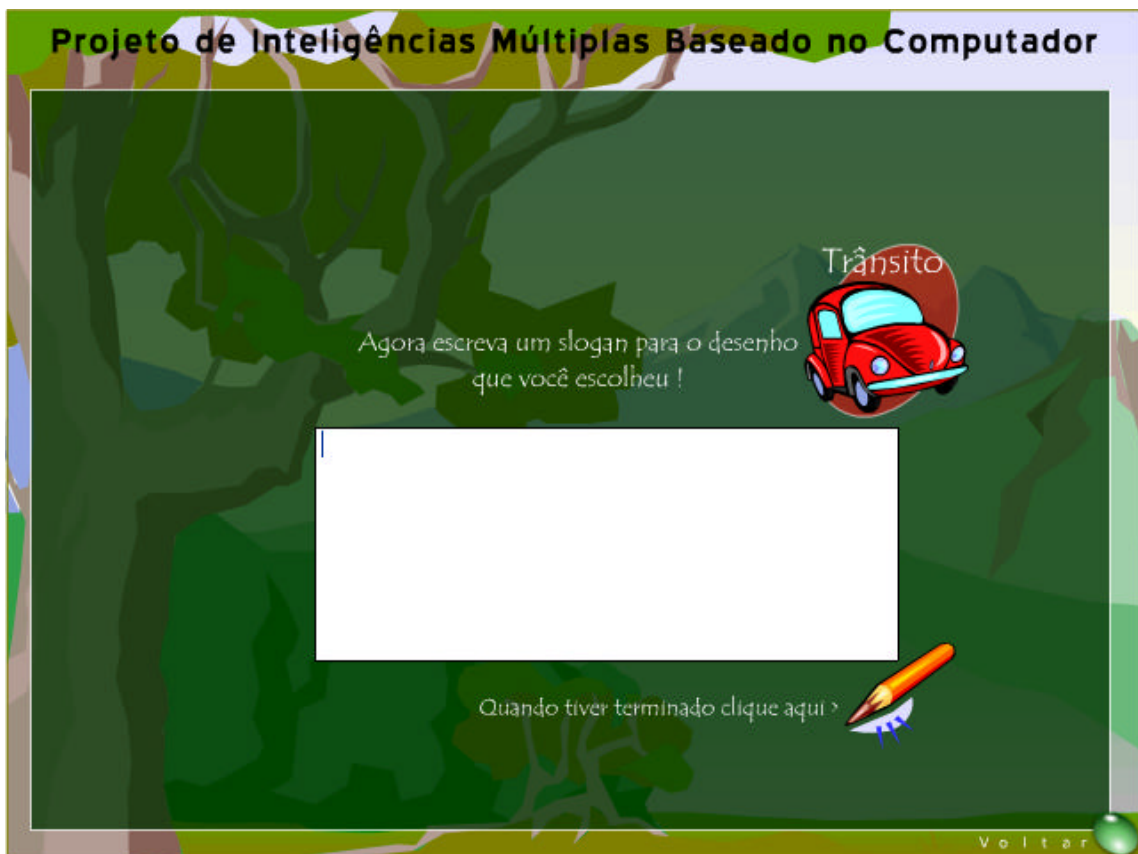 Projeto de Inteligências Múltiplas Baseado no Computador
Trânsito
Agora escreva um slogan para o desenho
que você escolheu !
Quando tiver terminado clique aqui >
Voltar